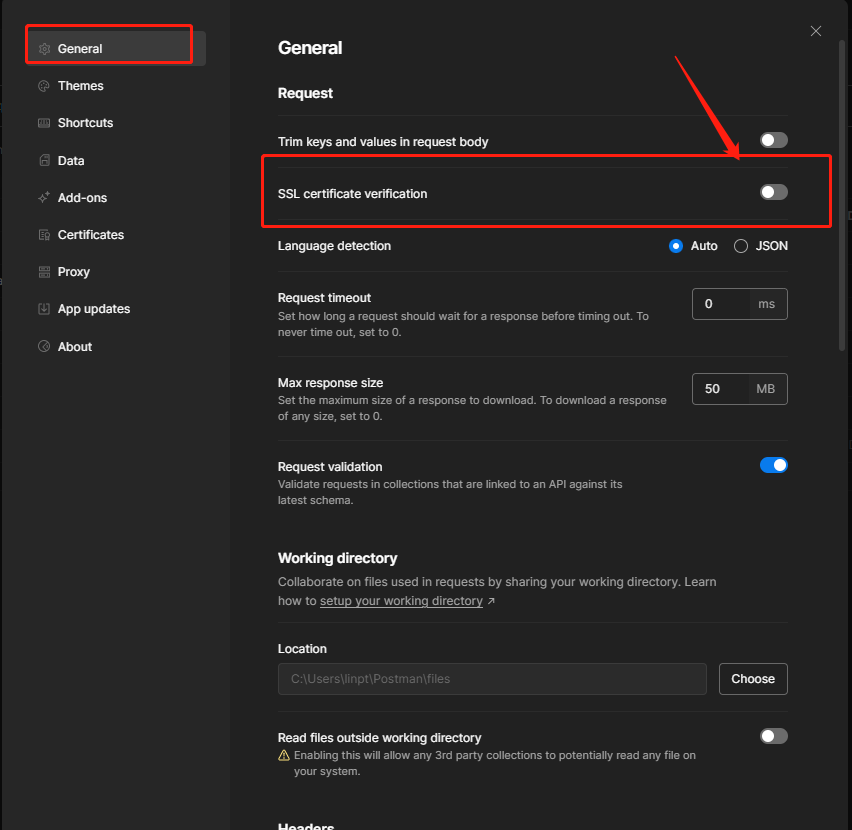 General
Themes
Shortcuts
Data
Add-ons
Certificates
Proxy
App updates
About
General
Request
Trim keys and values in request body
SSL certificate verification
Language detection
Auto
JSON
Request timeout
Set how long a request should wait for a response before timing out. To
never time out, set to 0.
0 ms
Max response size
Set the maximum size of a response to download. To download a response
of any size, set to 0.
50 MB
Request validation
Validate requests in collections that are linked to an API against its
latest schema.
Working directory
Collaborate on files used in requests by sharing your working directory. Learn
how to setup your working directory ↗
Location
C:\Users\linpt\Postman\files
Choose
Read files outside working directory
Enabling this will allow any 3rd party collections to potentially read any file on
your system.
Headers